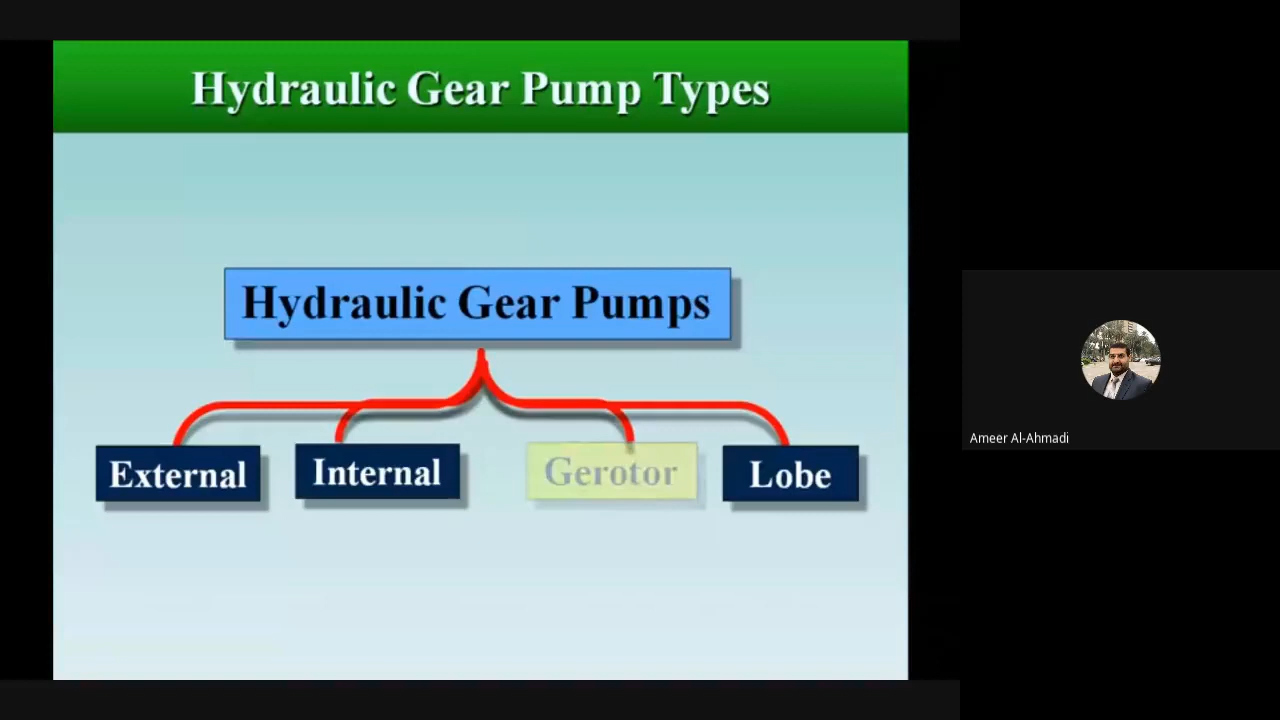 Hydraulic Gear Pump Types
Hydraulic Gear Pumps
External
Internal
Gerotor
Lobe
Ameer Al-Ahmadi